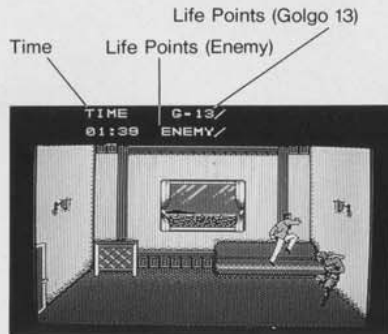 Life Points (Golgo 13)
Time
Life Points (Enemy)
TIME G-13/
01:39 ENEMY/